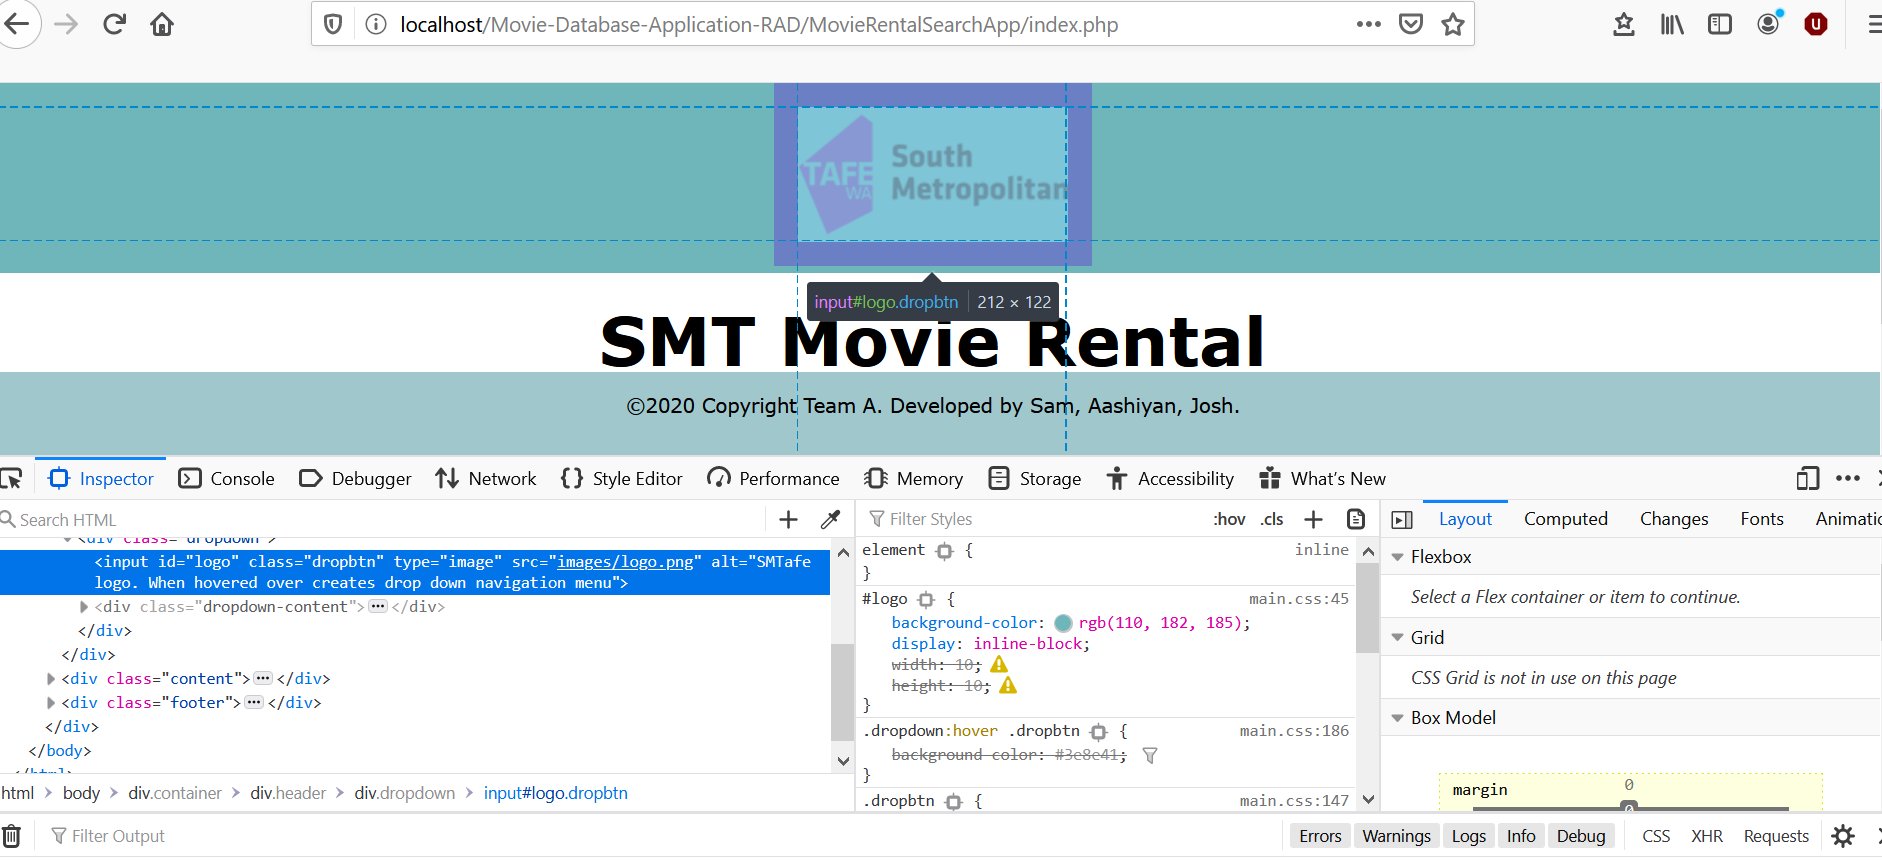 localhost/Movie-Database-Application-RAD/MovieRentalSearchApp/index.php
TAFE
WA
South
Metropolitan
input#logo.dropbtn 212 × 122
SMT Movie Rental
©2020 Copyright Team A. Developed by Sam, Aashiyan, Josh.
Inspector Console Debugger Network Style Editor Performance Memory Storage Accessibility What's New
Search HTML
<div class="dropdown">
<input id="logo" class="dropbtn" type="image" src="images/logo.png" alt="SMTafe
logo. When hovered over creates drop down navigation menu">
<div class="dropdown-content"> ••• </div>
</div>
</div>
<div class="content"> ••• </div>
<div class="footer"> ••• </div>
</div>
</body>
</html>
html > body > div.container > div.header > div.dropdown > input#logo.dropbtn
Filter Styles :hov .cls
element { inline
}
#logo { main.css:45
background-color: rgb(110, 182, 185);
display: inline-block;
width: 10;
height: 10;
}
.dropdown:hover .dropbtn { main.css:186
background-color: #3e8e41;
}
.dropbtn { main.css:147
Layout Computed Changes Fonts Animatic
Flexbox
Select a Flex container or item to continue.
Grid
CSS Grid is not in use on this page
Box Model
margin 0
0
Filter Output Errors Warnings Logs Info Debug CSS XHR Requests